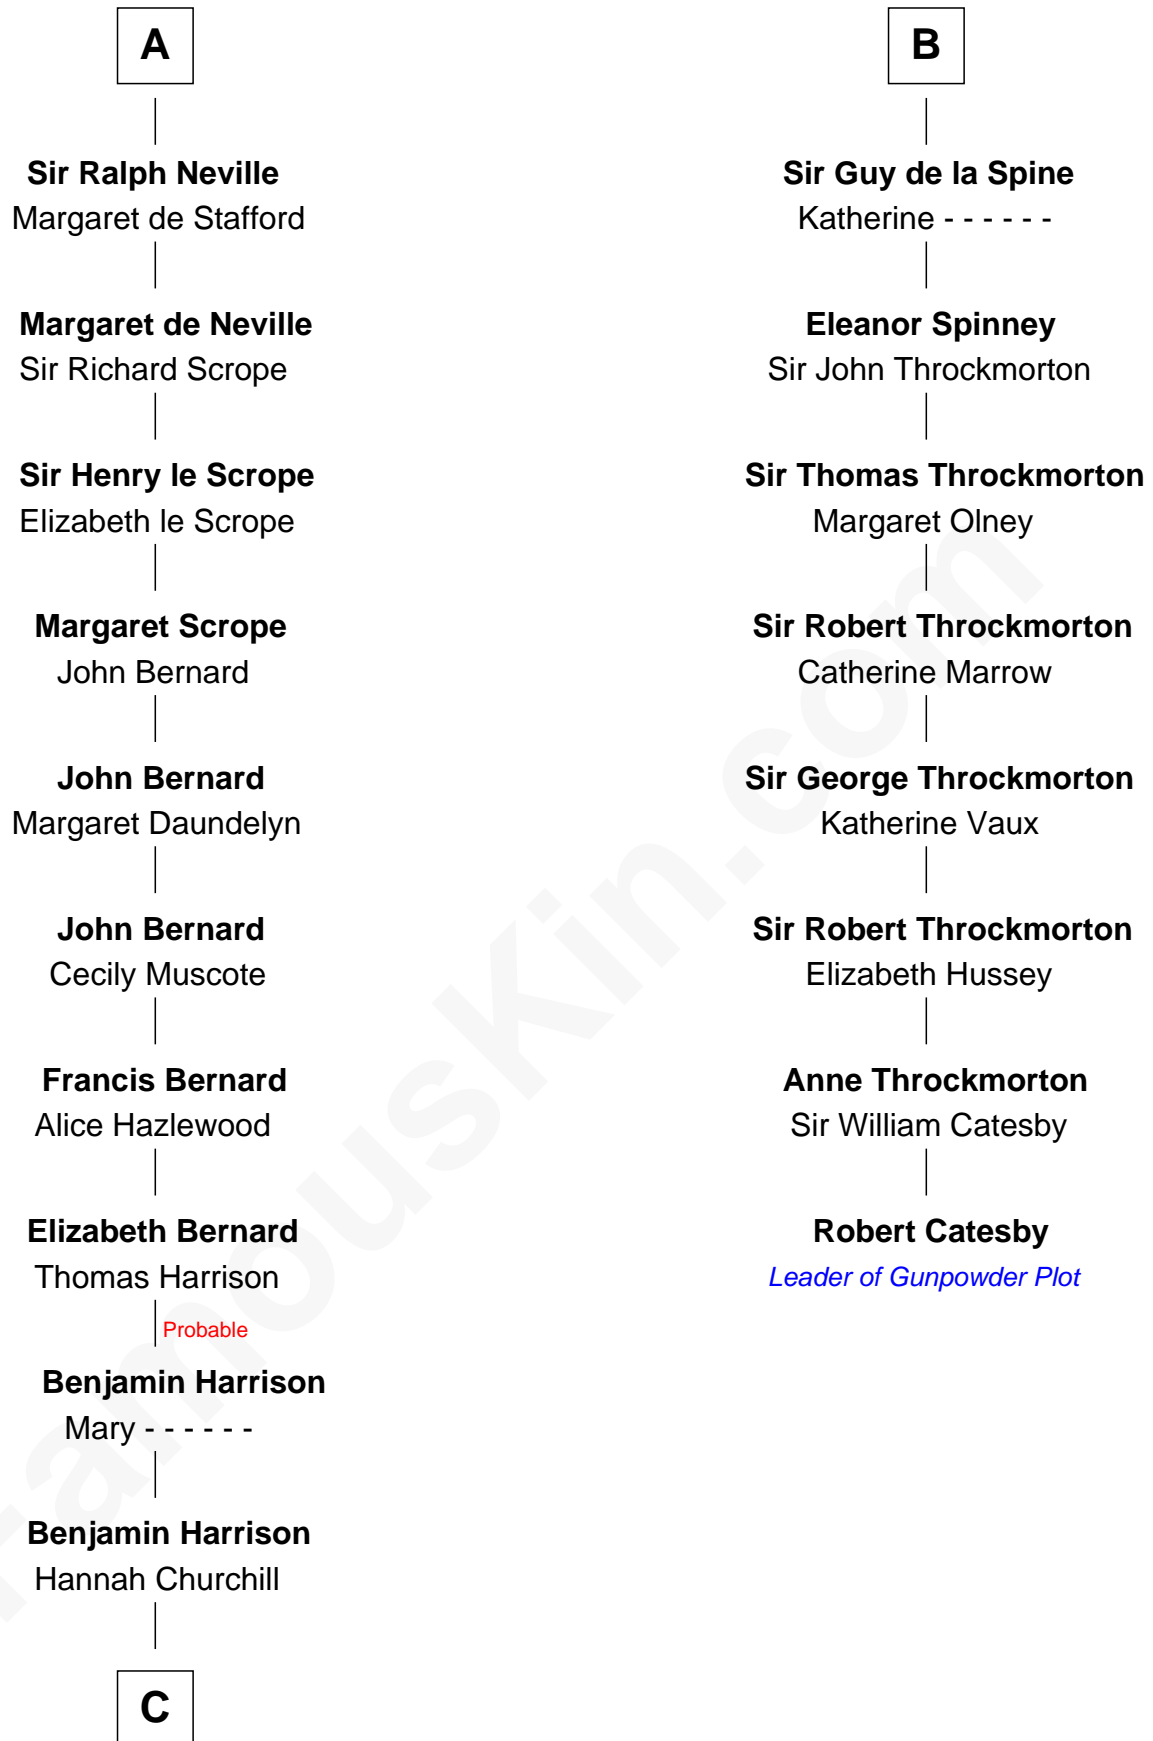 A
Sir Ralph Neville
Margaret de Stafford
Margaret de Neville
Sir Richard Scrope
Sir Henry le Scrope
Elizabeth le Scrope
Margaret Scrope
John Bernard
John Bernard
Margaret Daundelyn
John Bernard
Cecily Muscote
Francis Bernard
Alice Hazlewood
Elizabeth Bernard
Thomas Harrison
Probable
Benjamin Harrison
Mary - - - - - -
Benjamin Harrison
Hannah Churchill
C
B
Sir Guy de la Spine
Katherine - - - - - -
Eleanor Spinney
Sir John Throckmorton
Sir Thomas Throckmorton
Margaret Olney
Sir Robert Throckmorton
Catherine Marrow
Sir George Throckmorton
Katherine Vaux
Sir Robert Throckmorton
Elizabeth Hussey
Anne Throckmorton
Sir William Catesby
Robert Catesby
Leader of Gunpowder Plot
FamousKin.com